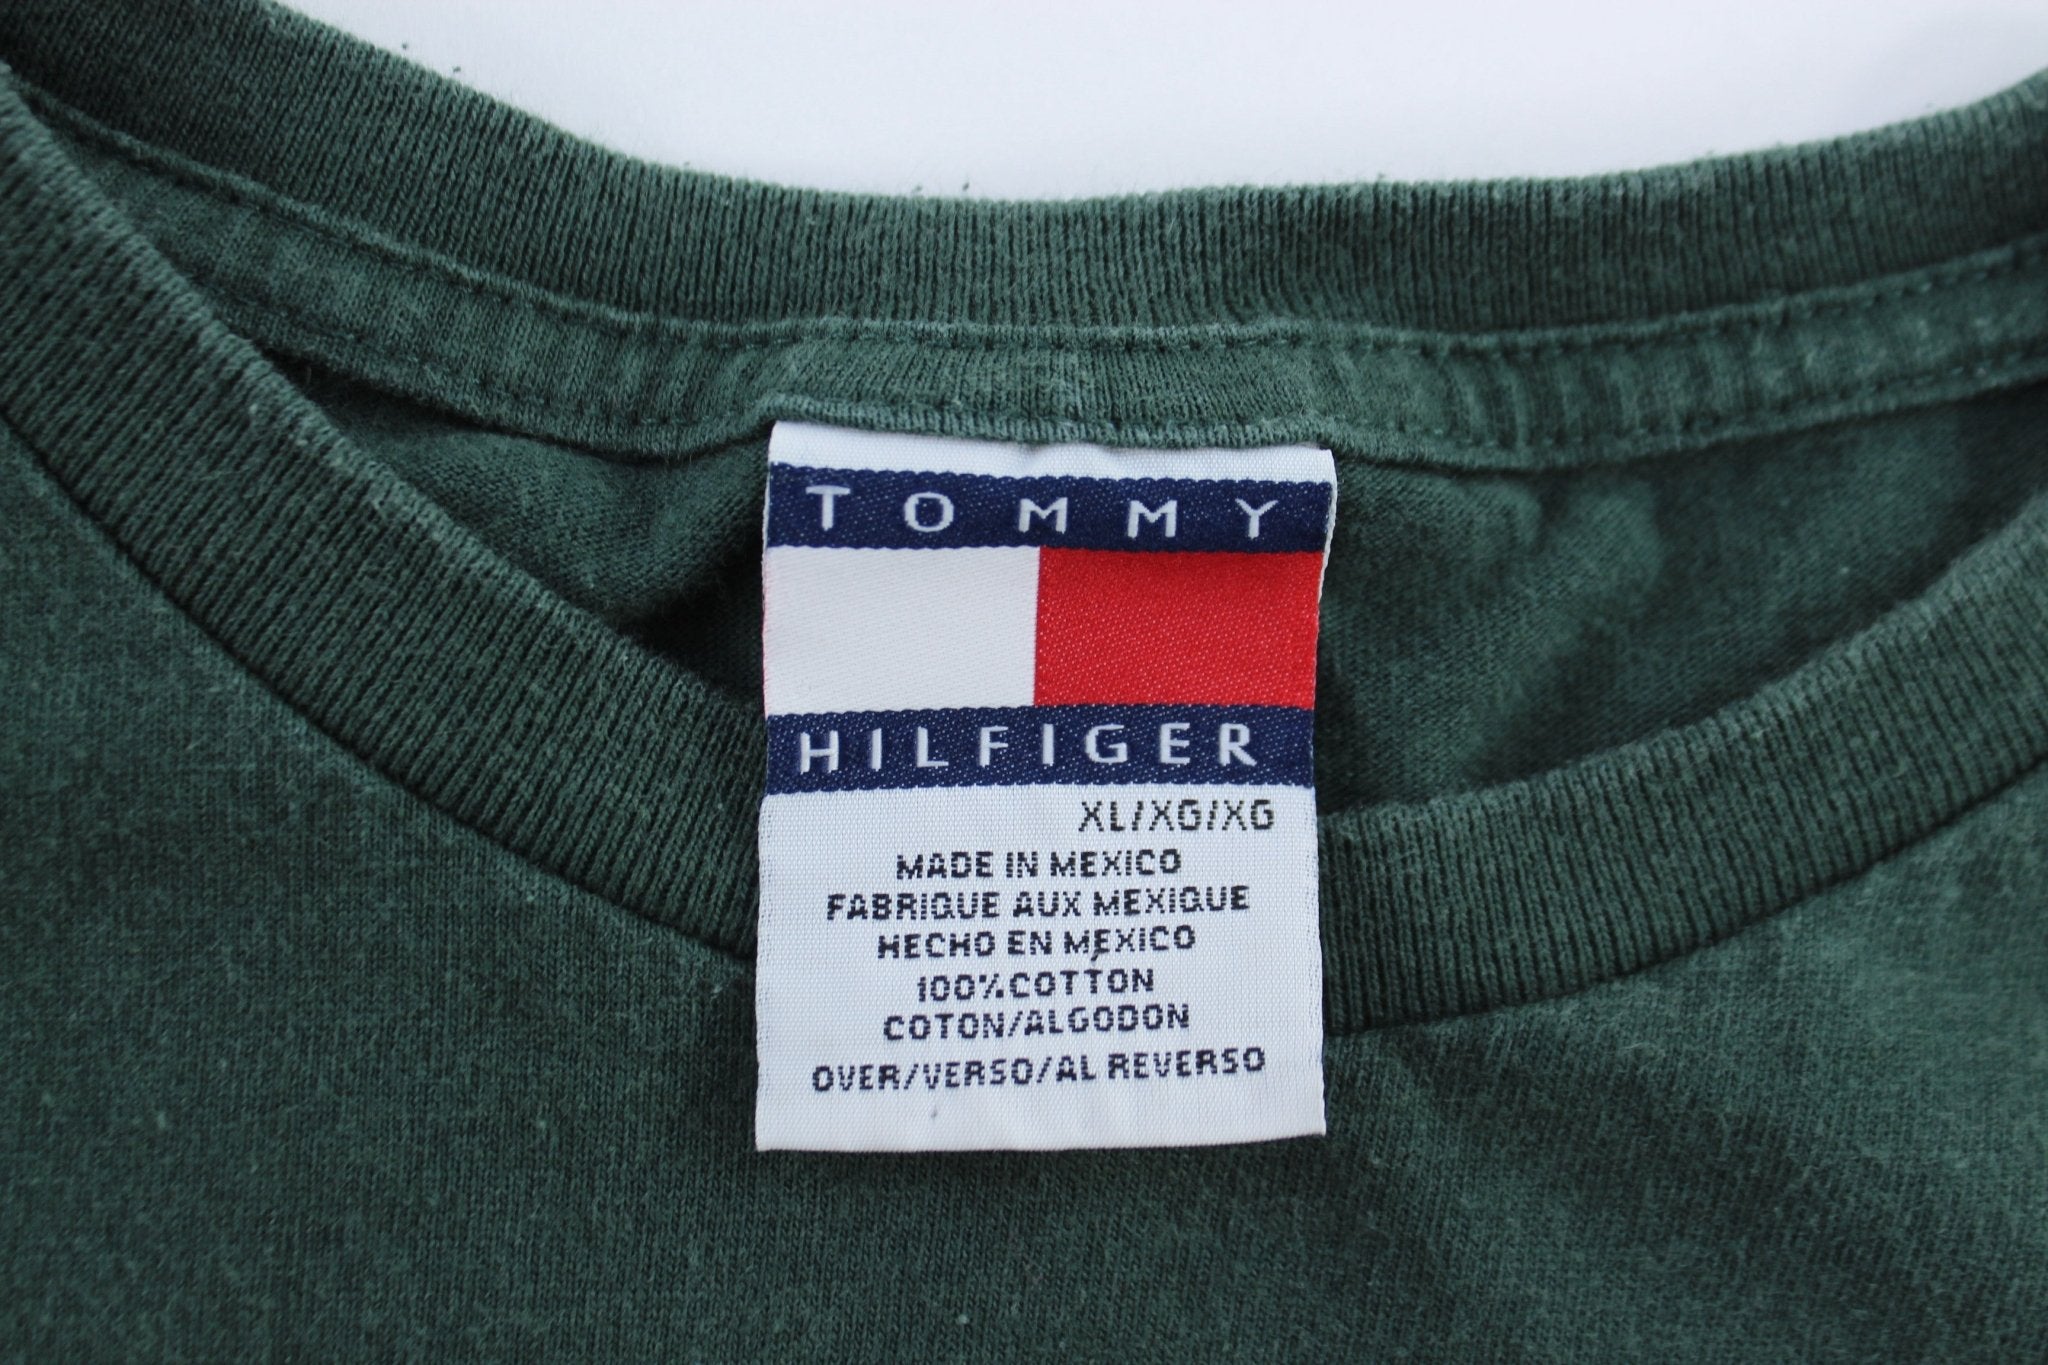 TOMMY
HILFIGER
XL/XG/XG
MADE IN MEXICO
FABRIQUE AUX MEXIQUE
HECHO EN MEXICO
100% COTTON
COTON/ALGODON
OVER/VERSO/AL REVERSO